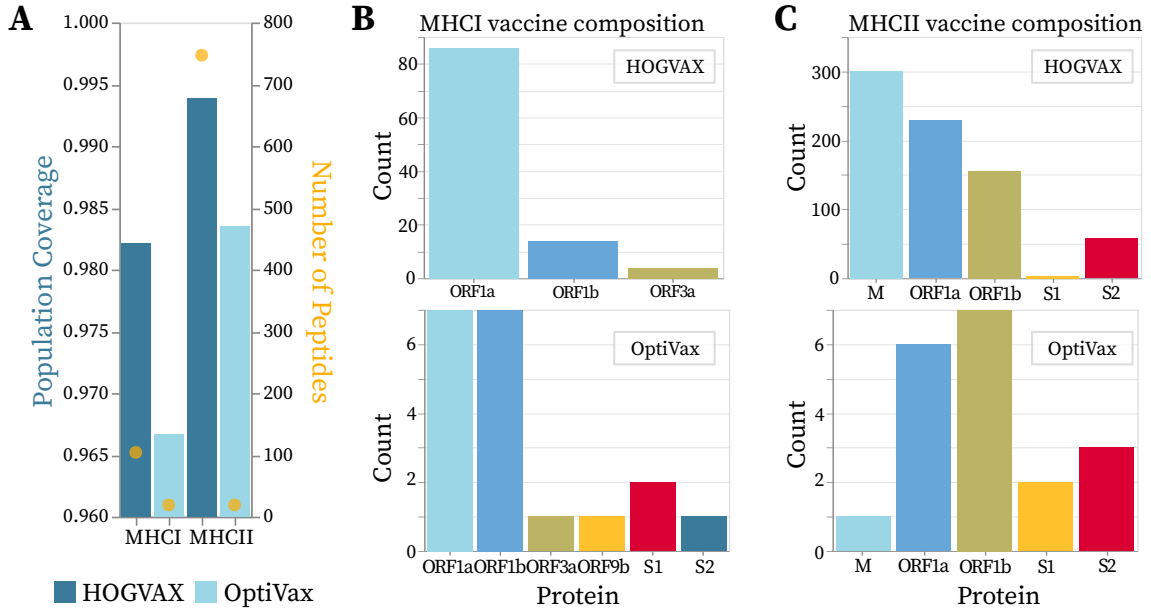 A
1.000
0.995
0.990
0.985
0.980
0.975
0.970
0.965
0.960
Population Coverage
800
700
600
500
400
300
200
100
0
Number of Peptides
MHCI MHCII
HOGVAX OptiVax
B
MHCI vaccine composition
HOGVAX
80
60
40
20
0
Count
ORF1a ORF1b ORF3a
OptiVax
6
4
2
0
Count
ORF1a ORF1b ORF3a ORF9b S1 S2
Protein
C
MHCII vaccine composition
HOGVAX
300
200
100
0
Count
M ORF1a ORF1b S1 S2
OptiVax
6
4
2
0
Count
M ORF1a ORF1b S1 S2
Protein